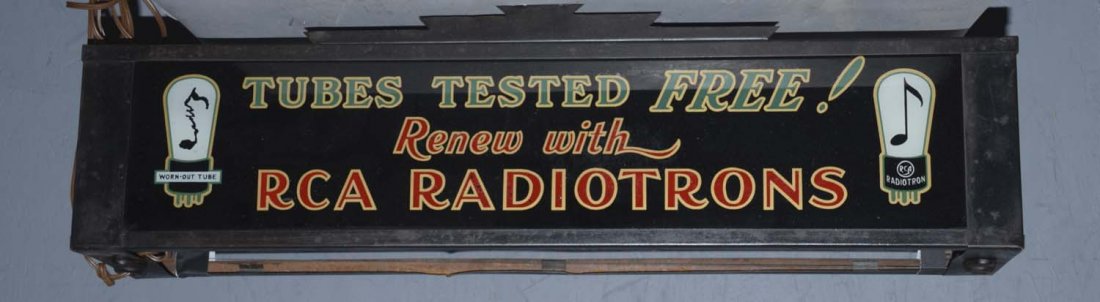 TUBES TESTED FREE!
Renew with
RCA RADIOTRONS
WORN-OUT TUBE
RCA
RADIOTRON